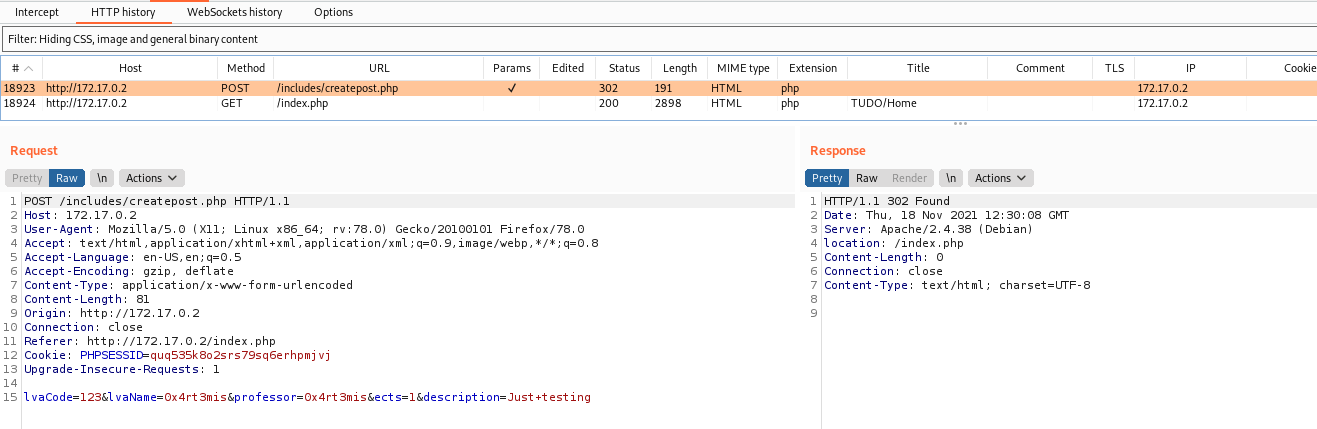 Intercept HTTP history WebSockets history Options
Filter: Hiding CSS, image and general binary content
# Host Method URL Params Edited Status Length MIME type Extension Title Comment TLS IP Cookie
18923 http://172.17.0.2 POST /includes/createpost.php ✓ 302 191 HTML php 172.17.0.2
18924 http://172.17.0.2 GET /index.php 200 2898 HTML php TUDO/Home 172.17.0.2
Request
Pretty Raw \n Actions
1 POST /includes/createpost.php HTTP/1.1
2 Host: 172.17.0.2
3 User-Agent: Mozilla/5.0 (X11; Linux x86_64; rv:78.0) Gecko/20100101 Firefox/78.0
4 Accept: text/html,application/xhtml+xml,application/xml;q=0.9,image/webp,*/*;q=0.8
5 Accept-Language: en-US,en;q=0.5
6 Accept-Encoding: gzip, deflate
7 Content-Type: application/x-www-form-urlencoded
8 Content-Length: 81
9 Origin: http://172.17.0.2
10 Connection: close
11 Referer: http://172.17.0.2/index.php
12 Cookie: PHPSESSID=quq535k8o2srs79sq6erhpmjvj
13 Upgrade-Insecure-Requests: 1
14
15 lvaCode=123&lvaName=0x4rt3mis&professor=0x4rt3mis&ects=1&description=Just+testing
Response
Pretty Raw Render \n Actions
1 HTTP/1.1 302 Found
2 Date: Thu, 18 Nov 2021 12:30:08 GMT
3 Server: Apache/2.4.38 (Debian)
4 location: /index.php
5 Content-Length: 0
6 Connection: close
7 Content-Type: text/html; charset=UTF-8
8
9